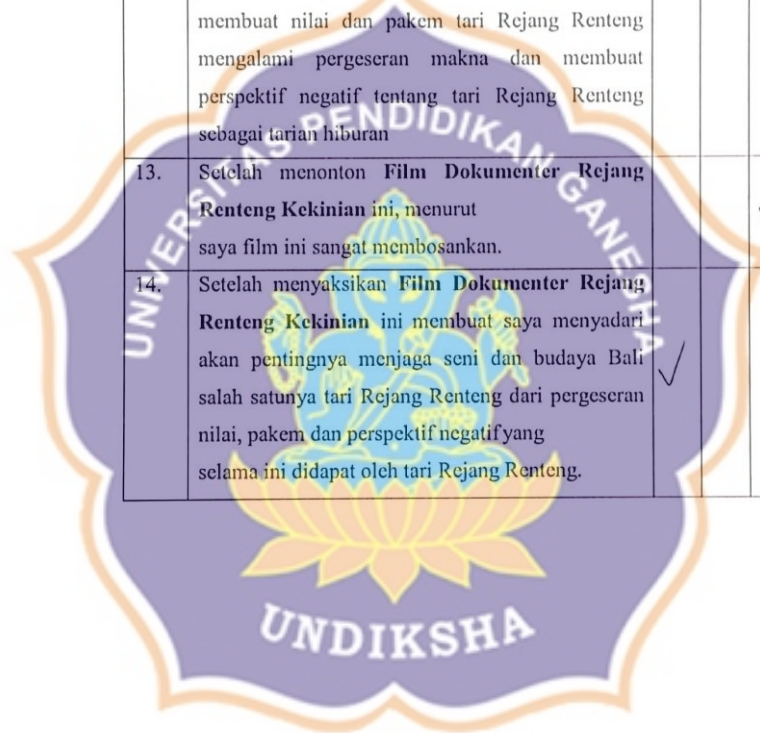 membuat nilai dan pakem tari Rejang Renteng
mengalami pergeseran makna dan membuat
perspektif negatif tentang tari Rejang Renteng
sebagai tarian hiburan
13. Setelah menonton Film Dokumenter Rejang
Renteng Kekinian ini, menurut
saya film ini sangat membosankan.
14. Setelah menyaksikan Film Dokumenter Rejang
Renteng Kekinian ini membuat saya menyadari
akan pentingnya menjaga seni dan budaya Bali
salah satunya tari Rejang Renteng dari pergeseran
nilai, pakem dan perspektif negatif yang
selama ini didapat oleh tari Rejang Renteng.
UNIVERSITAS PENDIDIKAN GANESHA
UNDIKSHA